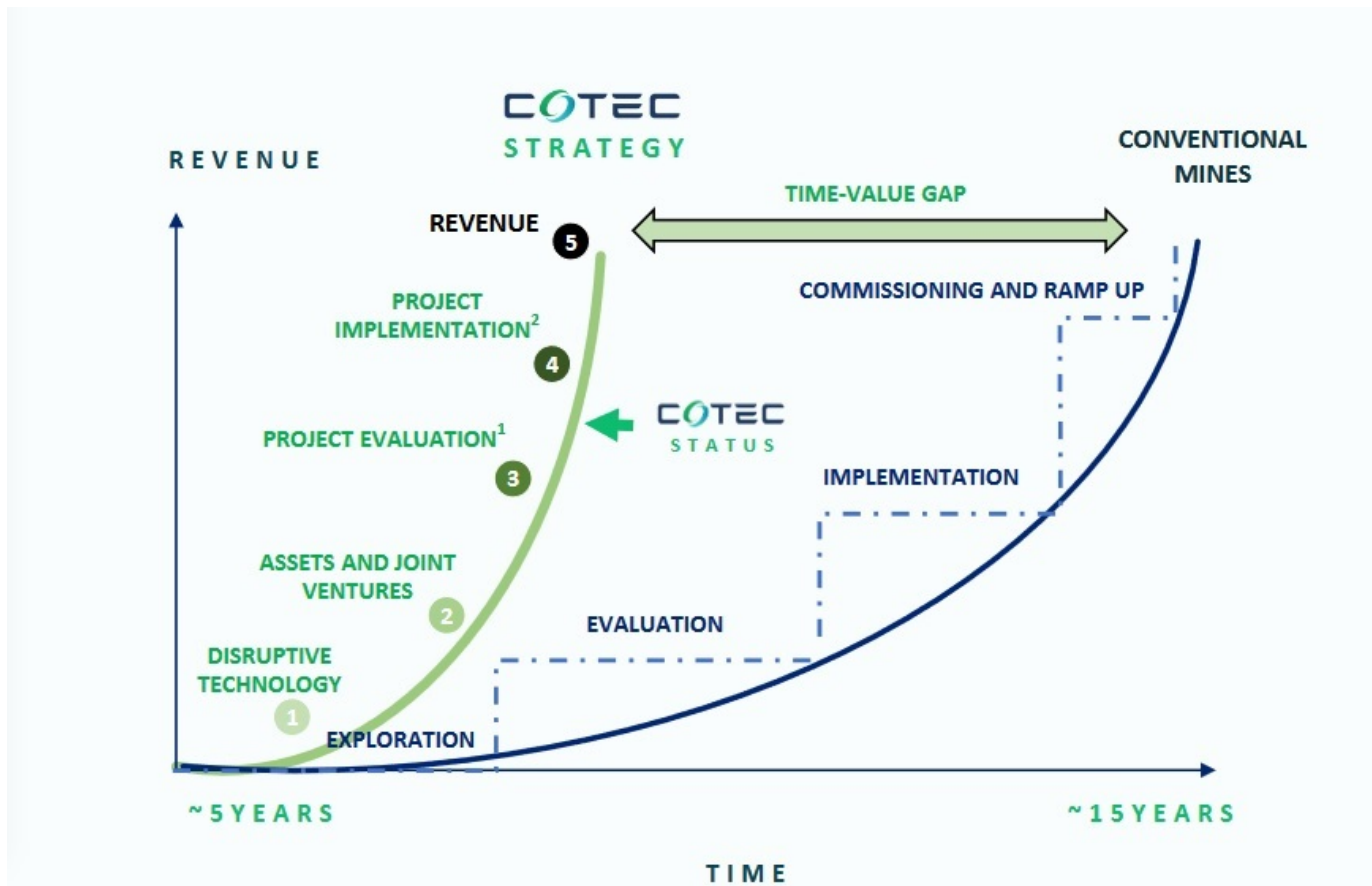 COTEC
STRATEGY
REVENUE
CONVENTIONAL
MINES
TIME-VALUE GAP
REVENUE
5
COMMISSIONING AND RAMP UP
PROJECT
IMPLEMENTATION²
4
COTEC
STATUS
PROJECT EVALUATION¹
3
IMPLEMENTATION
ASSETS AND JOINT
VENTURES
2
EVALUATION
DISRUPTIVE
TECHNOLOGY
1
EXPLORATION
~5YEARS
~15YEARS
TIME